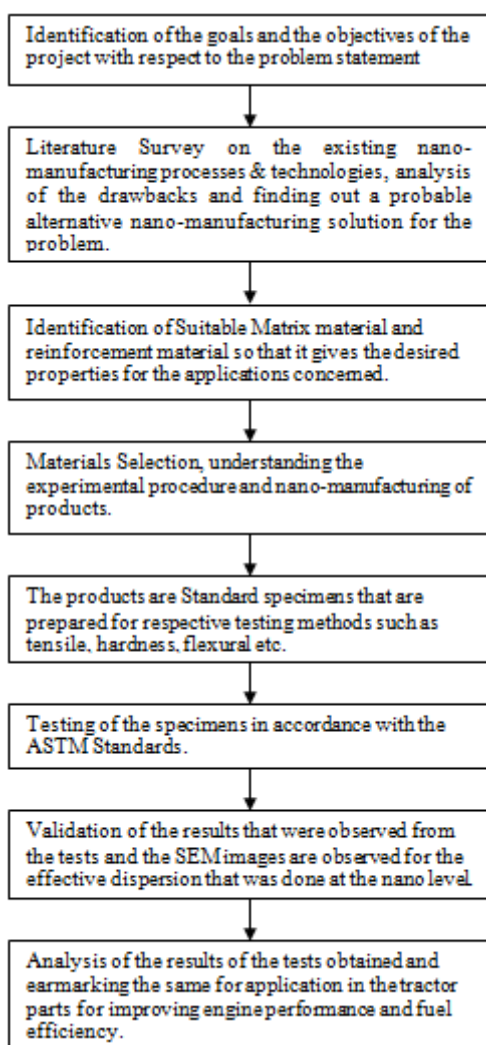 Identification of the goals and the objectives of the
project with respect to the problem statement
Literature Survey on the existing nano-
manufacturing processes & technologies, analysis
of the drawbacks and finding out a probable
alternative nano-manufacturing solution for the
problem.
Identification of Suitable Matrix material and
reinforcement material so that it gives the desired
properties for the applications concerned.
Materials Selection, understanding the
experimental procedure and nano-manufacturing of
products.
The products are Standard specimens that are
prepared for respective testing methods such as
tensile, hardness, flexural etc.
Testing of the specimens in accordance with the
ASTM Standards.
Validation of the results that were observed from
the tests and the SEM images are observed for the
effective dispersion that was done at the nano level.
Analysis of the results of the tests obtained and
earmarking the same for application in the tractor
parts for improving engine performance and fuel
efficiency.